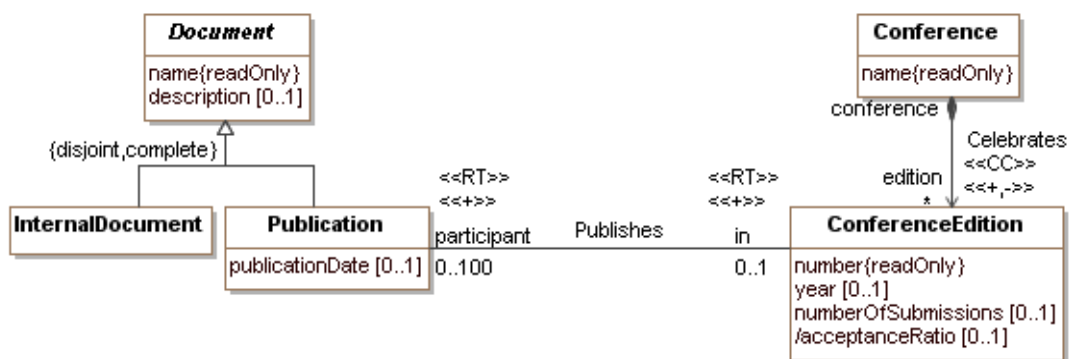 Document
name{readOnly}
description [0..1]
{disjoint,complete}
InternalDocument
Publication
publicationDate [0..1]
<<RT>>
<<+>>
participant
0..100
Publishes
<<RT>>
<<+>>
in
0..1
Conference
name{readOnly}
conference
Celebrates
<<CC>>
<<+,->>
edition
*
ConferenceEdition
number{readOnly}
year [0..1]
numberOfSubmissions [0..1]
/acceptanceRatio [0..1]